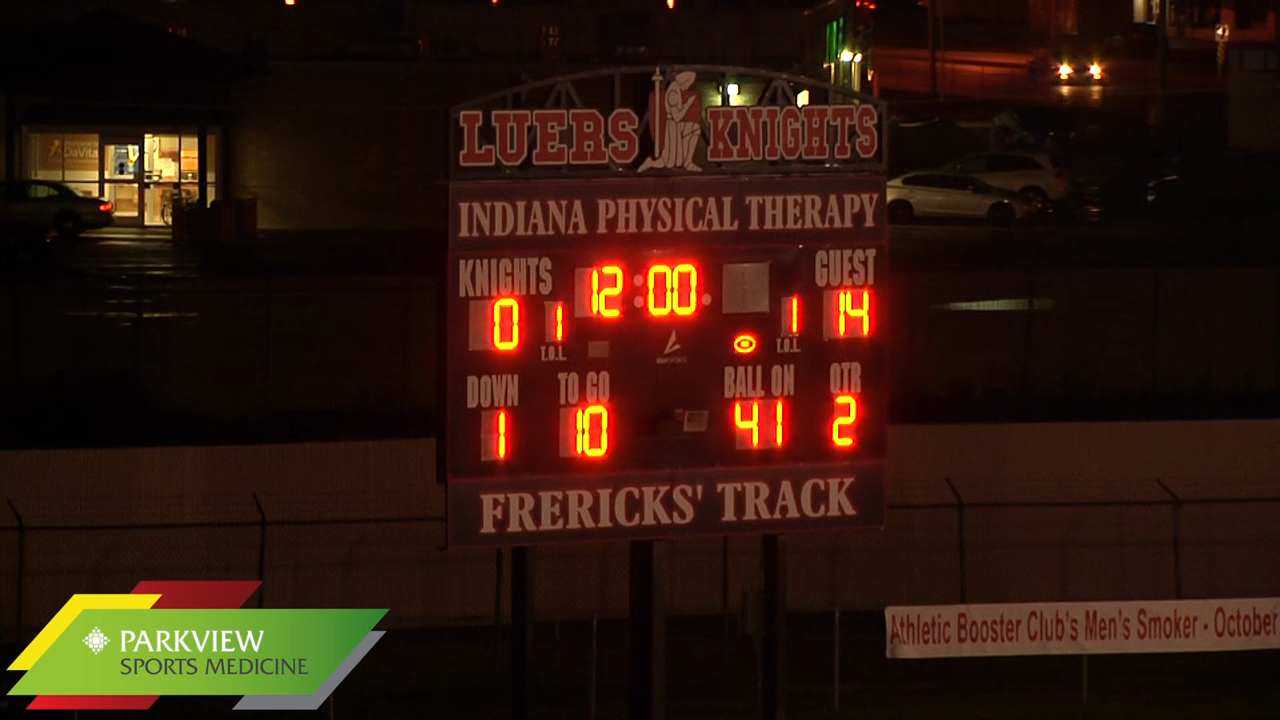 LUERS KNIGHTS
INDIANA PHYSICAL THERAPY
KNIGHTS 12:00 GUEST
0 1 1 14
T.O.L. T.O.L.
DOWN TO GO BALL ON QTR
1 10 41 2
FRERICKS' TRACK
DaVita
Athletic Booster Club's Men's Smoker - October
PARKVIEW
SPORTS MEDICINE